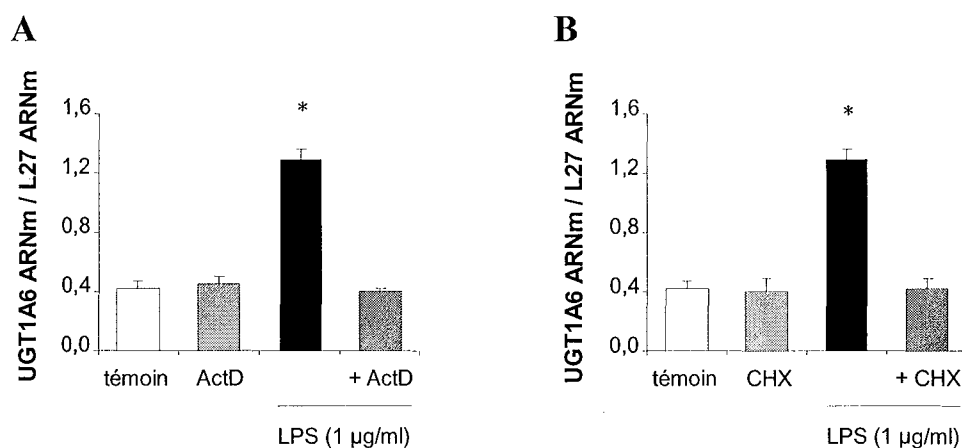 A
UGT1A6 ARNm / L27 ARNm
1,6
1,2
0,8
0,4
0,0
*
témoin ActD + ActD
LPS (1 µg/ml)
B
UGT1A6 ARNm / L27 ARNm
1,6
1,2
0,8
0,4
0,0
*
témoin CHX + CHX
LPS (1 µg/ml)